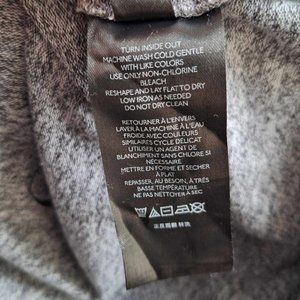 TURN INSIDE OUT
MACHINE WASH COLD GENTLE
WITH LIKE COLORS
USE ONLY NON-CHLORINE
BLEACH
RESHAPE AND LAY FLAT TO DRY
LOW IRON AS NEEDED
DO NOT DRY CLEAN
RETOURNER À L'ENVERS
LAVER À LA MACHINE À L'EAU
FROIDE AVEC COULEURS
SIMILAIRES CYCLE DÉLICAT
UTILISER UN AGENT DE
BLANCHIMENT SANS CHLORE SI
NÉCESSAIRE
METTRE EN FORME ET SÉCHER
À PLAT
REPASSER, AU BESOIN, À TRÈS
BASSE TEMPÉRATURE
NE PAS NETTOYER À SEC